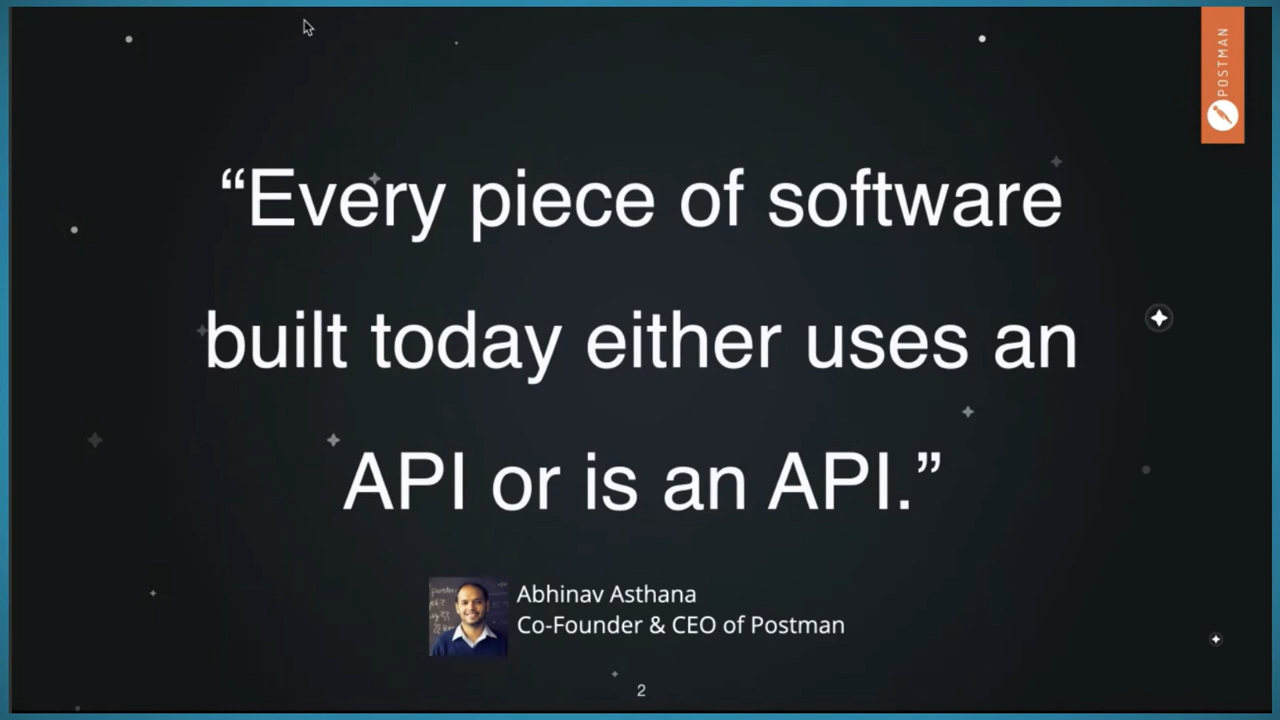 POSTMAN
“Every piece of software
built today either uses an
API or is an API.”
Abhinav Asthana
Co-Founder & CEO of Postman
2